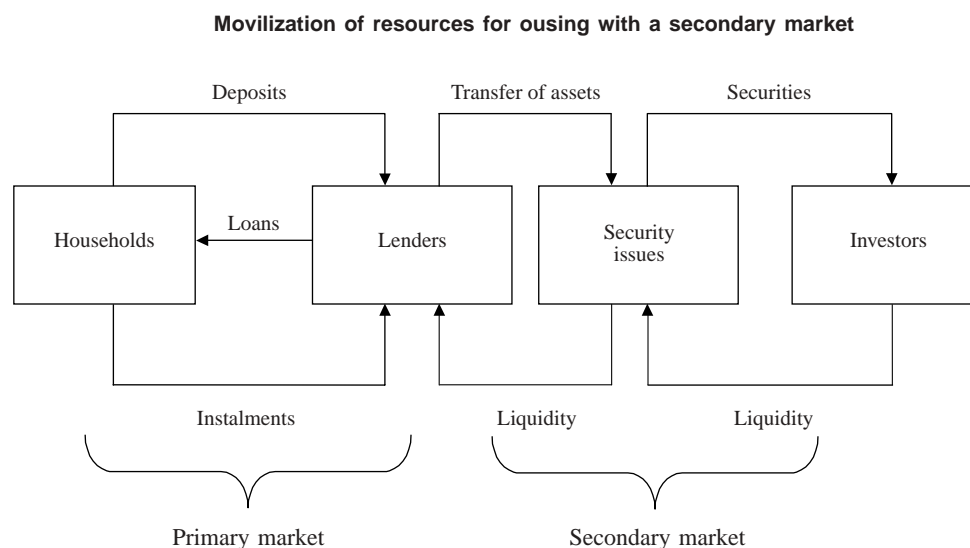 Movilization of resources for ousing with a secondary market
Deposits
Transfer of assets
Securities
Households
Loans
Lenders
Security
issues
Investors
Instalments
Liquidity
Liquidity
Primary market
Secondary market